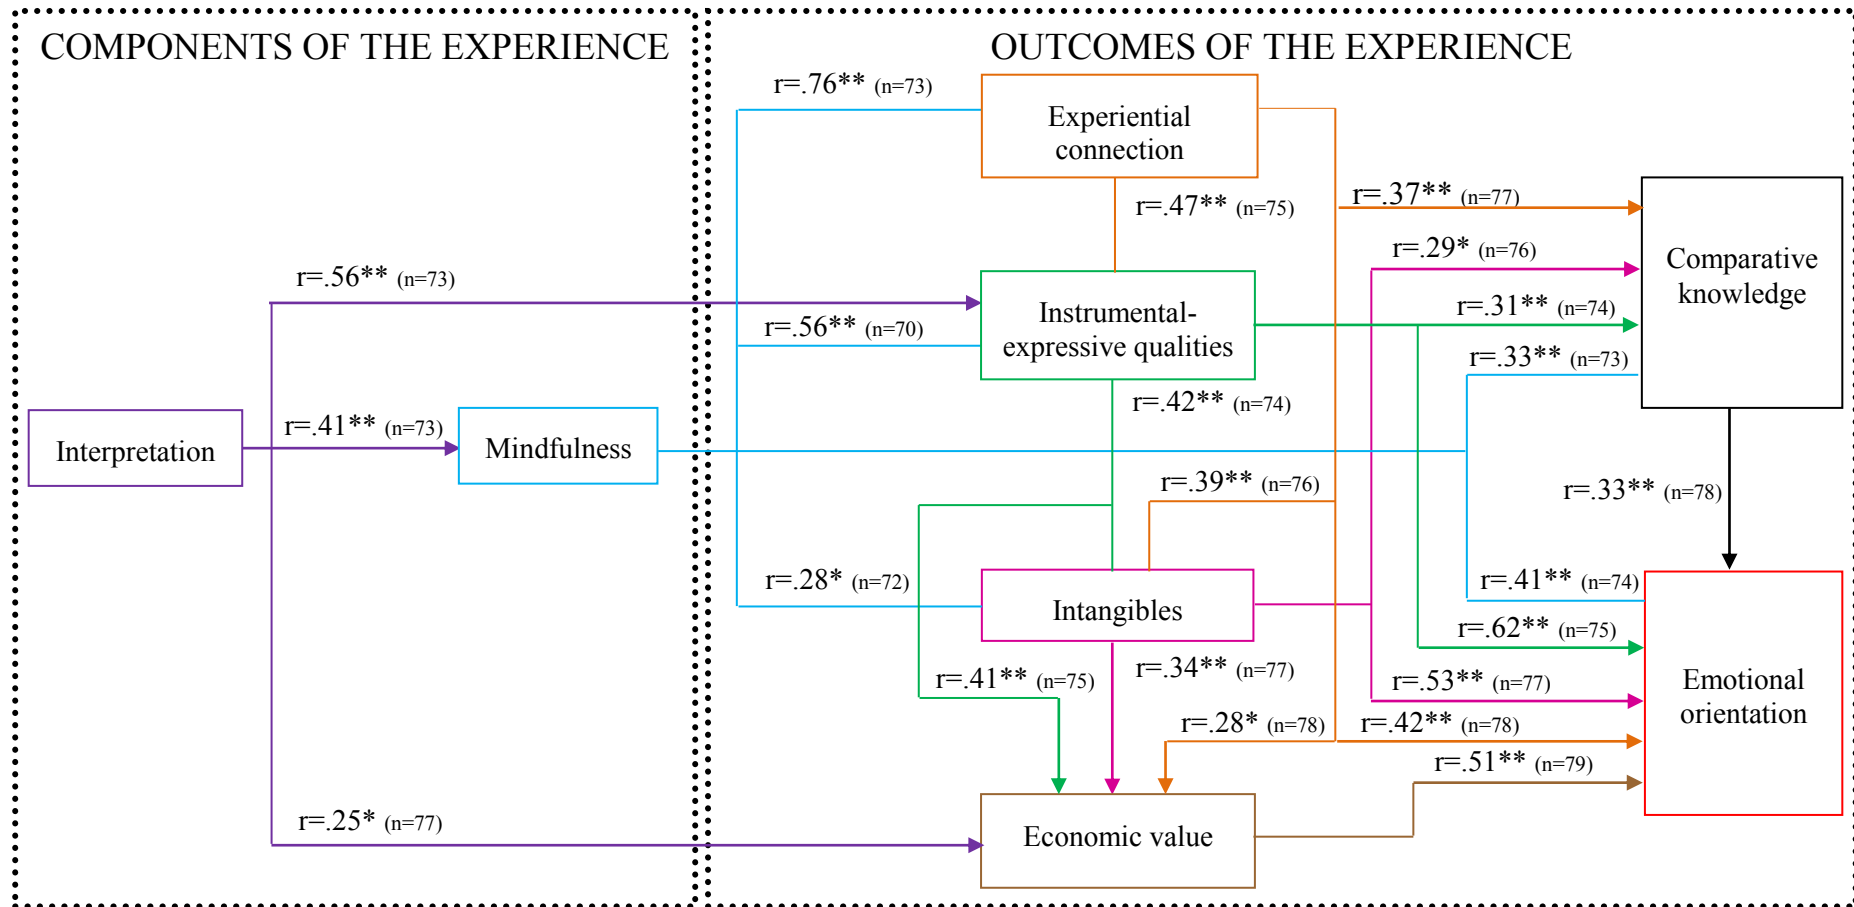 COMPONENTS OF THE EXPERIENCE
OUTCOMES OF THE EXPERIENCE
r=.76** (n=73)
Experiential
connection
r=.47** (n=75)
r=.37** (n=77)
r=.29* (n=76)
Comparative
knowledge
r=.56** (n=73)
Instrumental-
expressive qualities
r=.56** (n=70)
r=.31** (n=74)
r=.33** (n=73)
r=.42** (n=74)
Interpretation
r=.41** (n=73)
Mindfulness
r=.39** (n=76)
r=.33** (n=78)
r=.28* (n=72)
Intangibles
r=.41** (n=74)
r=.62** (n=75)
r=.34** (n=77)
r=.41** (n=75)
r=.53** (n=77)
Emotional
orientation
r=.28* (n=78)
r=.42** (n=78)
r=.51** (n=79)
r=.25* (n=77)
Economic value